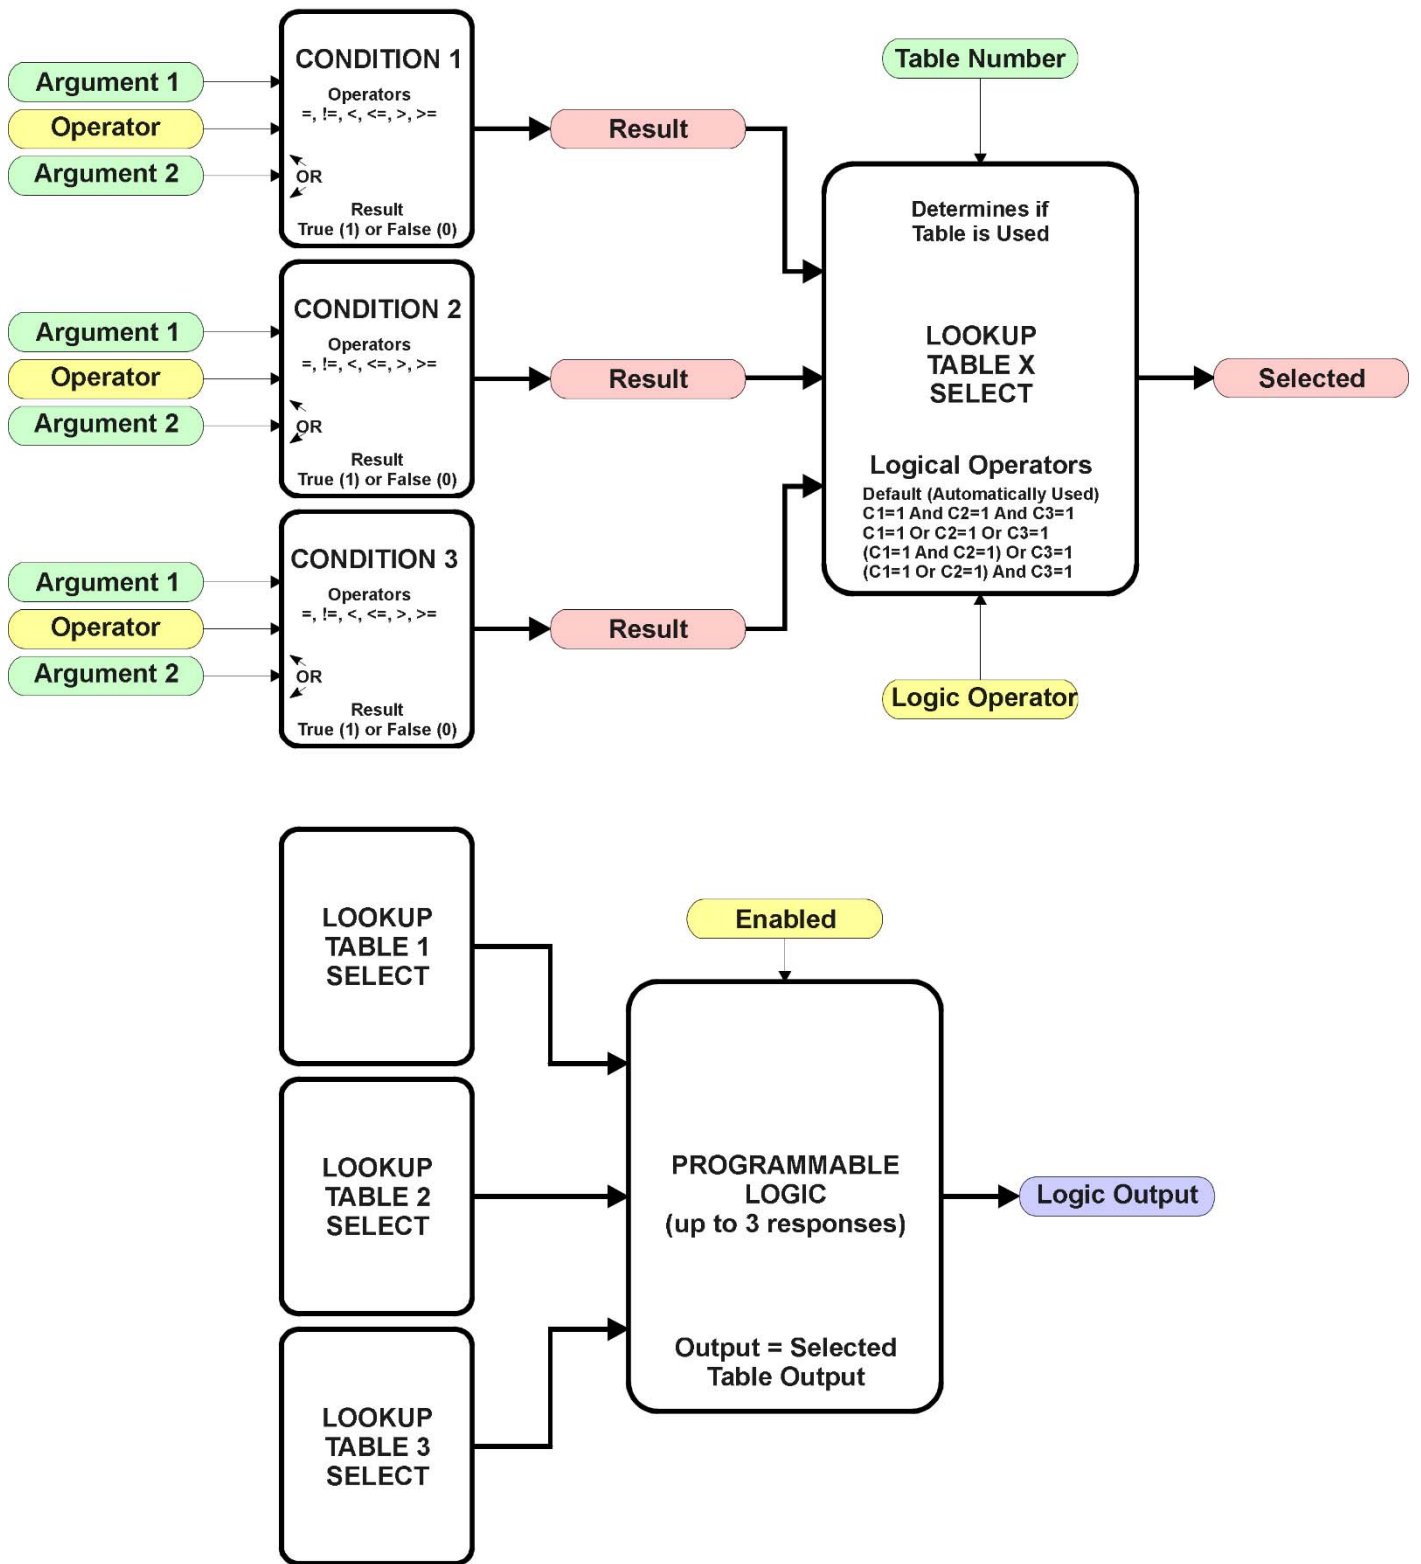 Argument 1
Operator
Argument 2
CONDITION 1
Operators
=, !=, <, <=, >, >=
OR
Result
True (1) or False (0)
Result
Argument 1
Operator
Argument 2
CONDITION 2
Operators
=, !=, <, <=, >, >=
OR
Result
True (1) or False (0)
Result
Argument 1
Operator
Argument 2
CONDITION 3
Operators
=, !=, <, <=, >, >=
OR
Result
True (1) or False (0)
Result
Table Number
Determines if
Table is Used
LOOKUP
TABLE X
SELECT
Logical Operators
Default (Automatically Used)
C1=1 And C2=1 And C3=1
C1=1 Or C2=1 Or C3=1
(C1=1 And C2=1) Or C3=1
(C1=1 Or C2=1) And C3=1
Logic Operator
Selected
LOOKUP
TABLE 1
SELECT
LOOKUP
TABLE 2
SELECT
LOOKUP
TABLE 3
SELECT
Enabled
PROGRAMMABLE
LOGIC
(up to 3 responses)
Output = Selected
Table Output
Logic Output